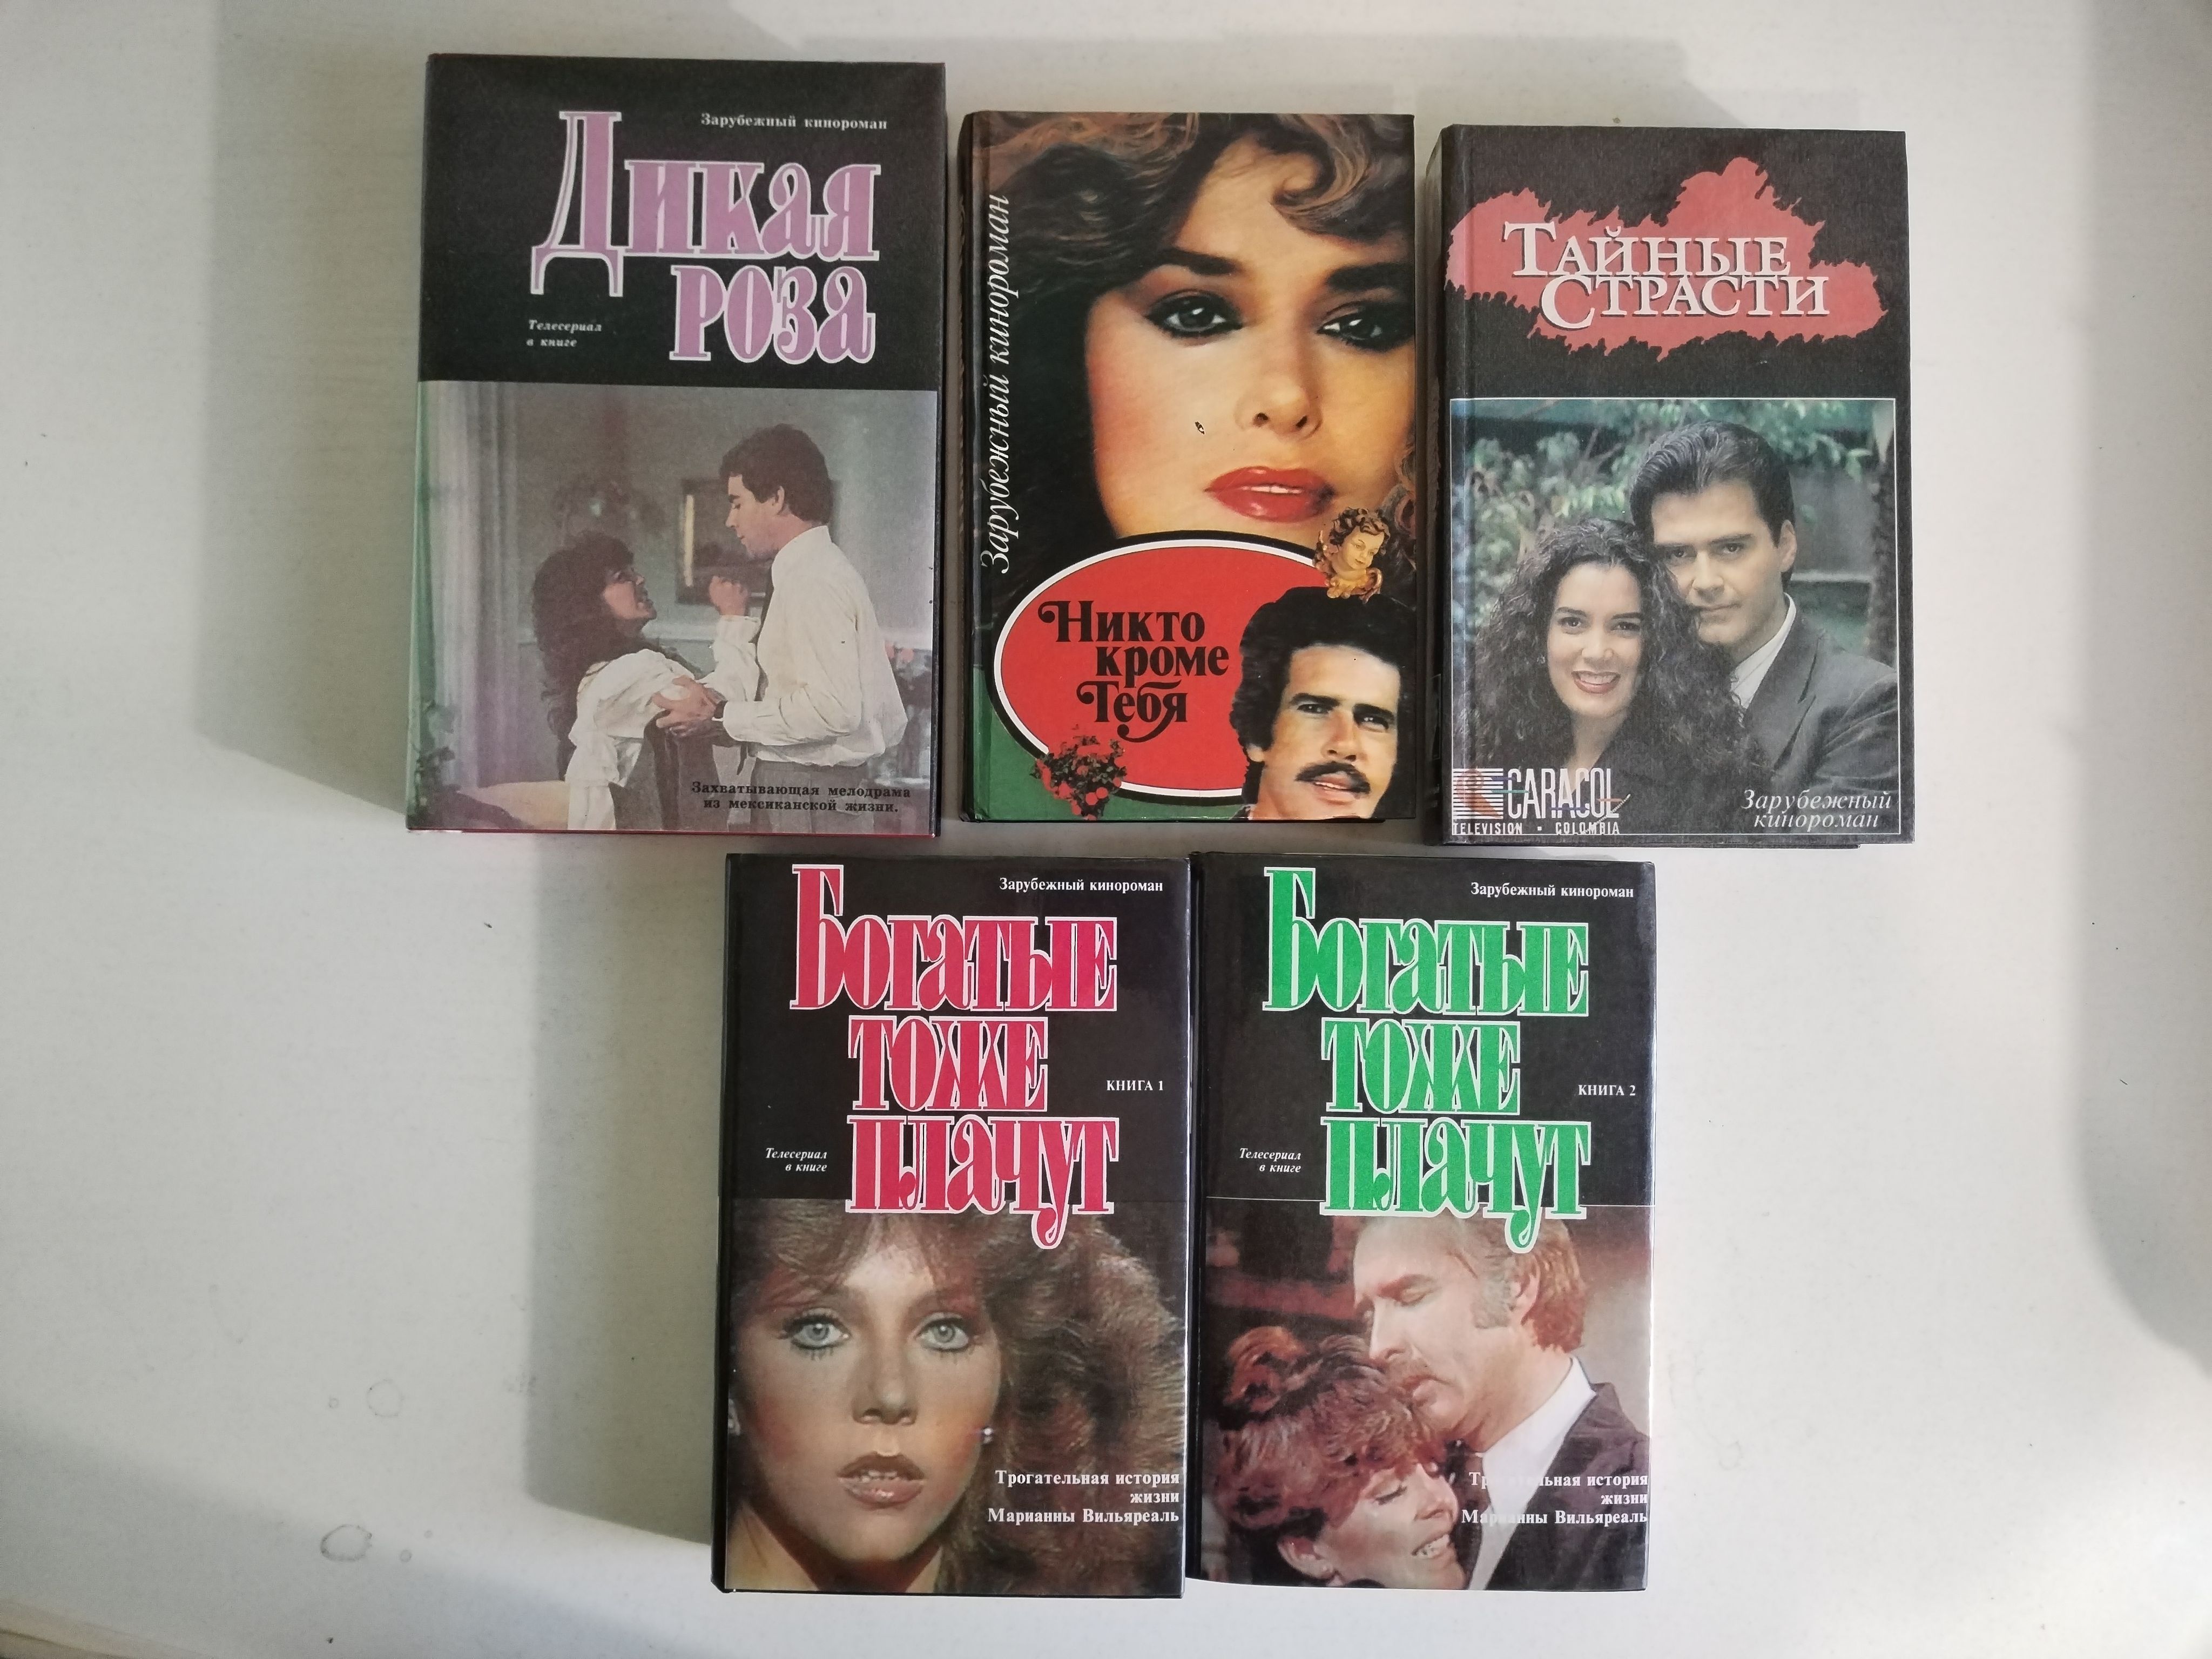 Зарубежный кинороман
Дикая
роза
Телесериал
в книге
Захватывающая мелодрама
из мексиканской жизни.
Зарубежный кинороман
Никто
кроме
Тебя
Тайные
Страсти
CARACOL
TELEVISION • COLOMBIA
Зарубежный
кинороман
Зарубежный кинороман
Богатые
тоже
КНИГА 1
Телесериал
в книге
плачут
Трогательная история
жизни
Марианны Вильяреаль
Зарубежный кинороман
Богатые
тоже
КНИГА 2
Телесериал
в книге
плачут
Трогательная история
жизни
Марианны Вильяреаль